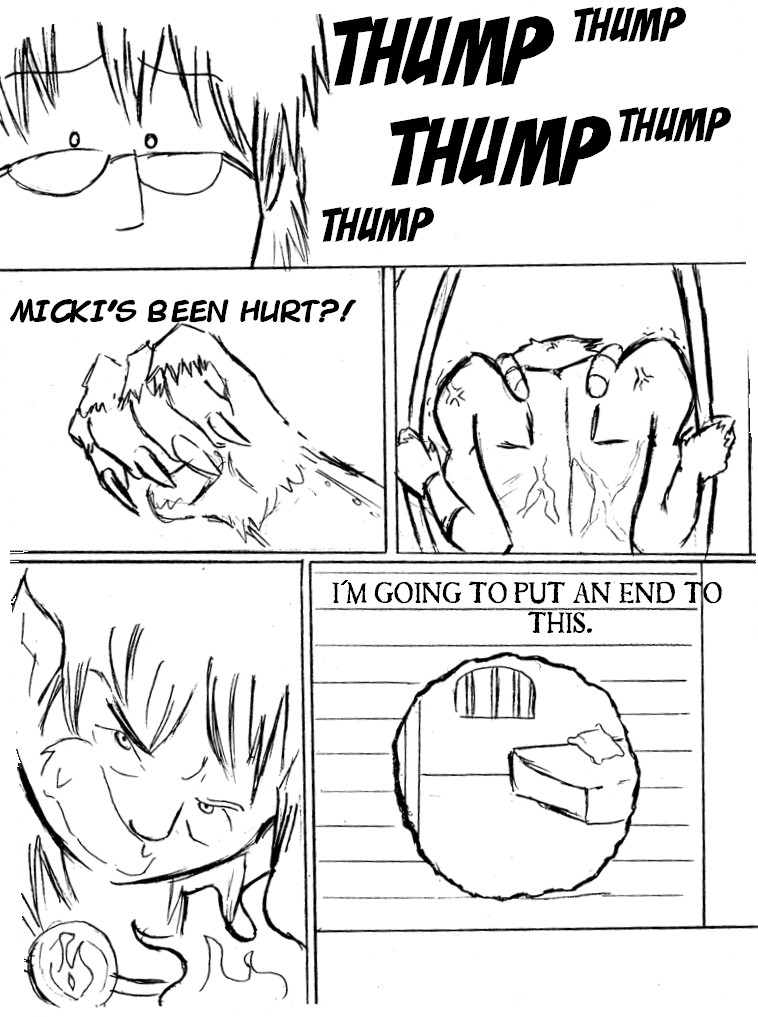 THUMP THUMP
THUMP THUMP
THUMP
MICKI'S BEEN HURT?!
I'M GOING TO PUT AN END TO
THIS.